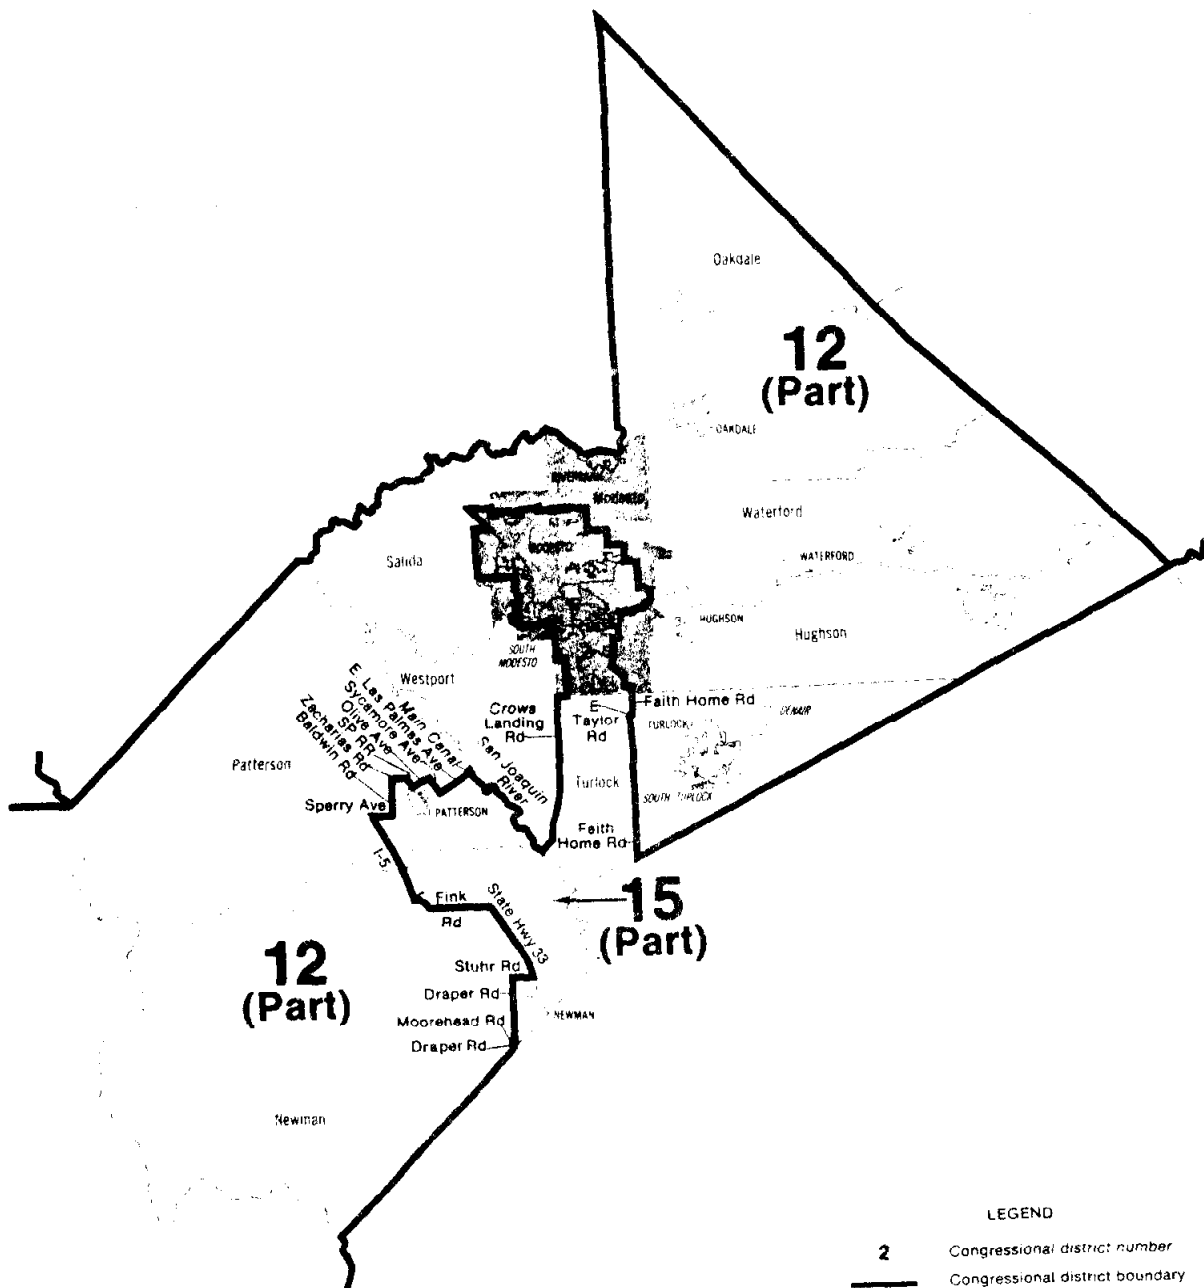 Oakdale
12
(Part)
OAKDALE
RIVERBANK
Modesto
Waterford
MODESTO
Salida
WATERFORD
HUGHSON
Hughson
SOUTH
MODESTO
Westport
Faith Home Rd
E
Taylor
Rd
Crows
Landing
Rd
TURLOCK
DENAIR
Main Canal
E Las Palmas Ave
Sycamore Ave
Olive Ave
SP RR
Zacharias Rd
Baldwin Rd
San Joaquin
River
Patterson
Turlock
SOUTH TURLOCK
Sperry Ave
PATTERSON
Faith
Home Rd
I-5
15
(Part)
Fink
Rd
State Hwy 33
12
(Part)
Stuhr Rd
Draper Rd
NEWMAN
Moorehead Rd
Draper Rd
Newman
LEGEND
2 Congressional district number
Congressional district boundary